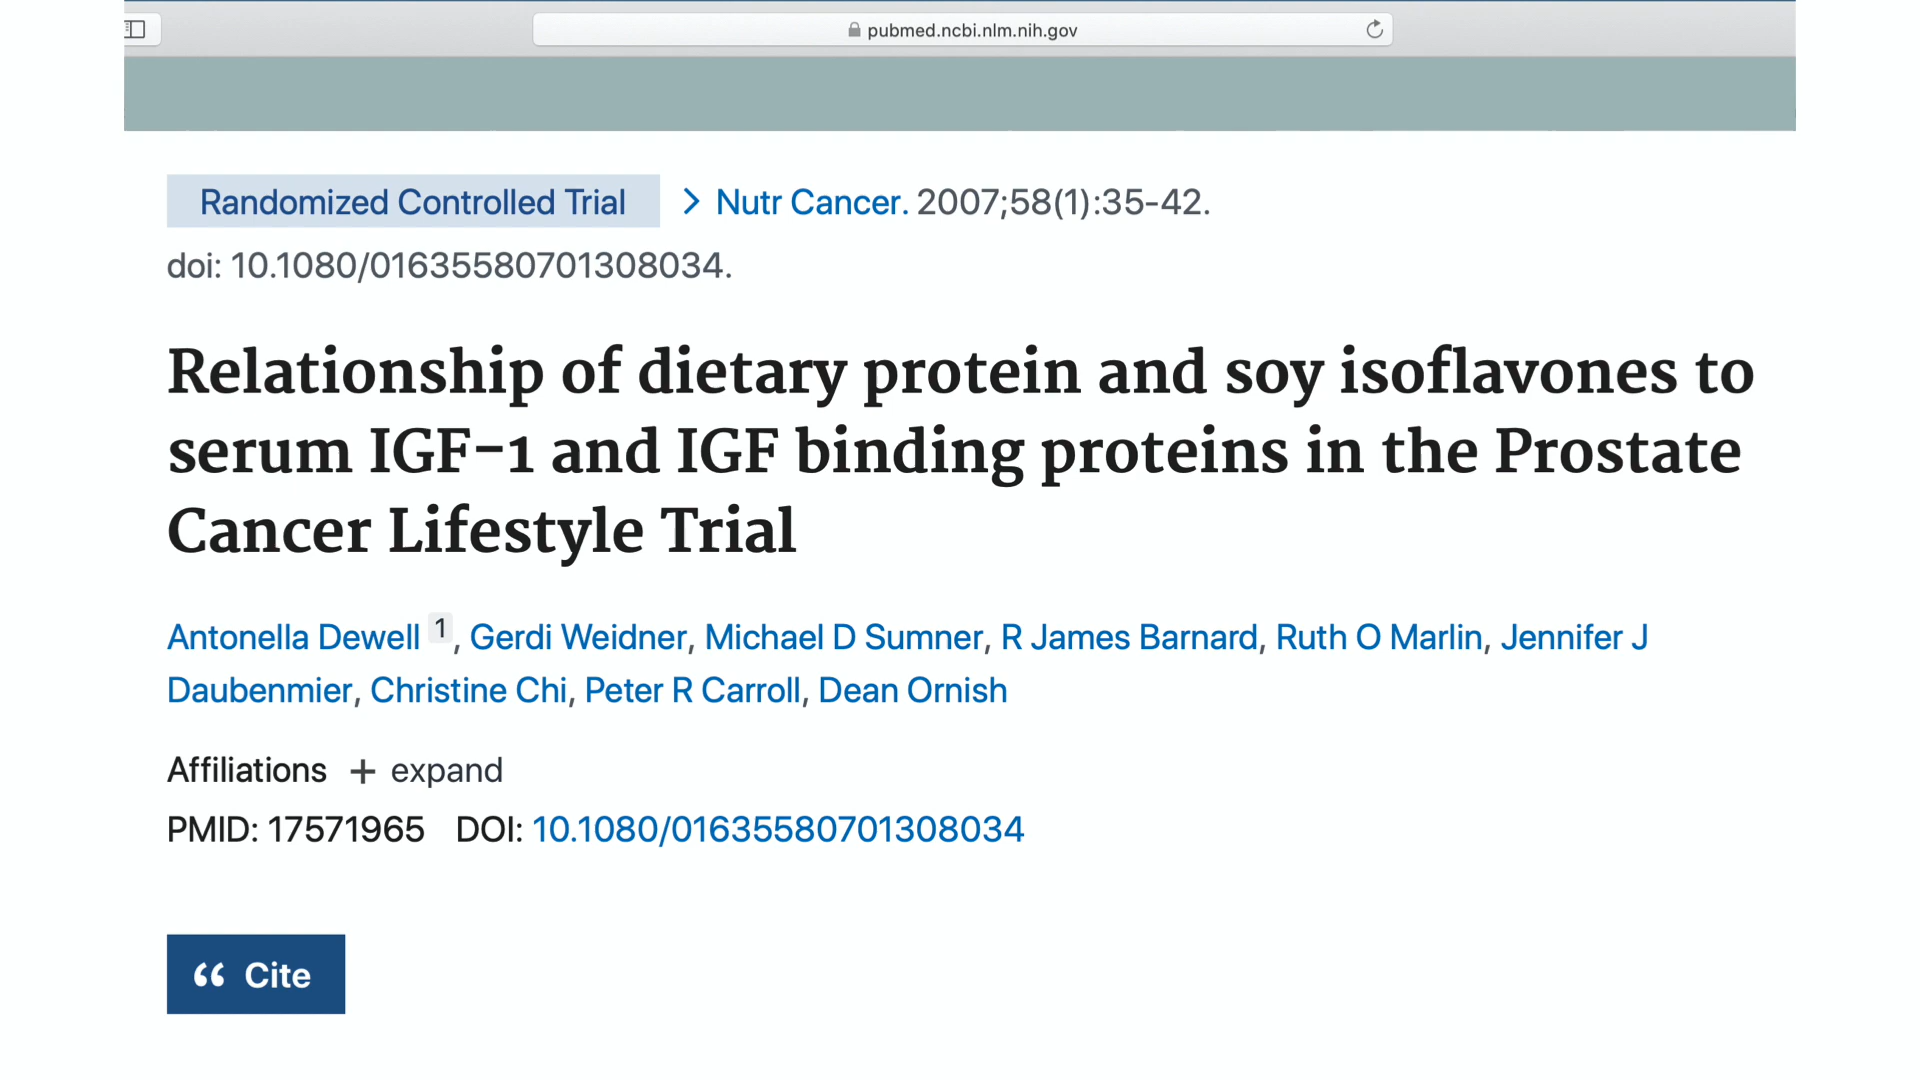 pubmed.ncbi.nlm.nih.gov
Randomized Controlled Trial > Nutr Cancer. 2007;58(1):35-42.
doi: 10.1080/01635580701308034.
Relationship of dietary protein and soy isoflavones to
serum IGF-1 and IGF binding proteins in the Prostate
Cancer Lifestyle Trial
Antonella Dewell 1, Gerdi Weidner, Michael D Sumner, R James Barnard, Ruth O Marlin, Jennifer J
Daubenmier, Christine Chi, Peter R Carroll, Dean Ornish
Affiliations + expand
PMID: 17571965 DOI: 10.1080/01635580701308034
“ Cite